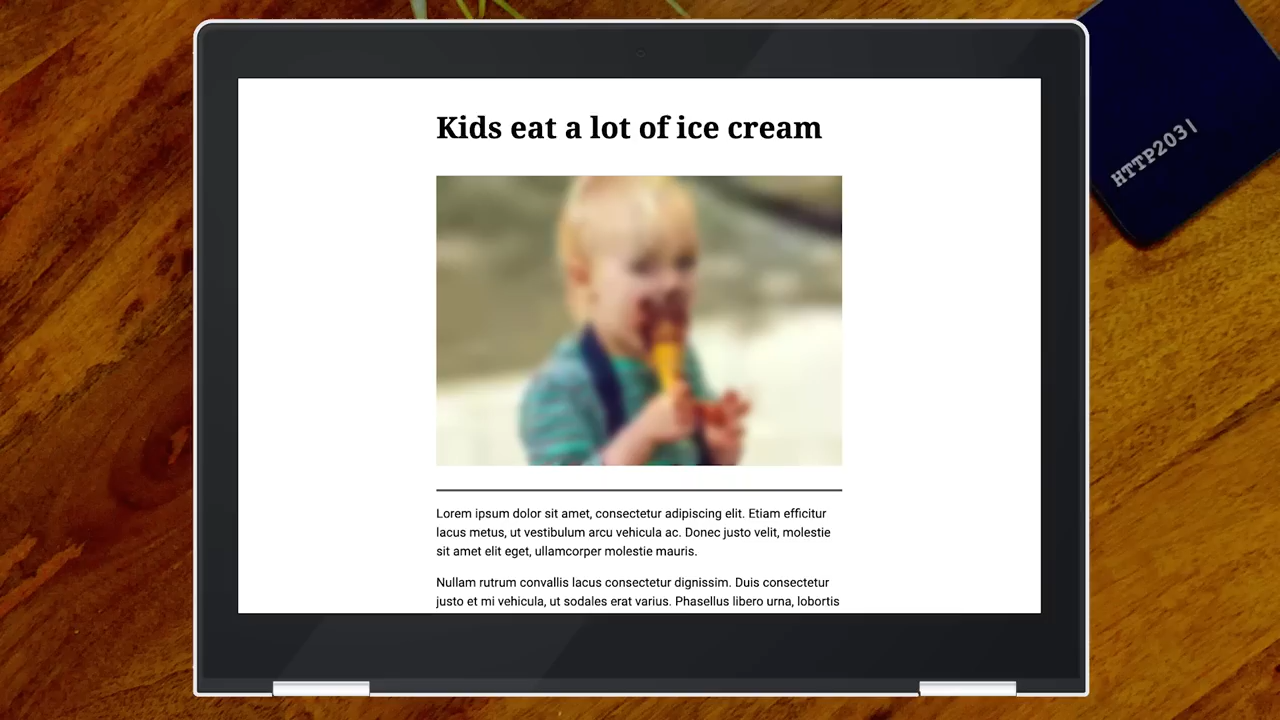 Kids eat a lot of ice cream
HTTP203|
Lorem ipsum dolor sit amet, consectetur adipiscing elit. Etiam efficitur
lacus metus, ut vestibulum arcu vehicula ac. Donec justo velit, molestie
sit amet elit eget, ullamcorper molestie mauris.
Nullam rutrum convallis lacus consectetur dignissim. Duis consectetur
justo et mi vehicula, ut sodales erat varius. Phasellus libero urna, lobortis